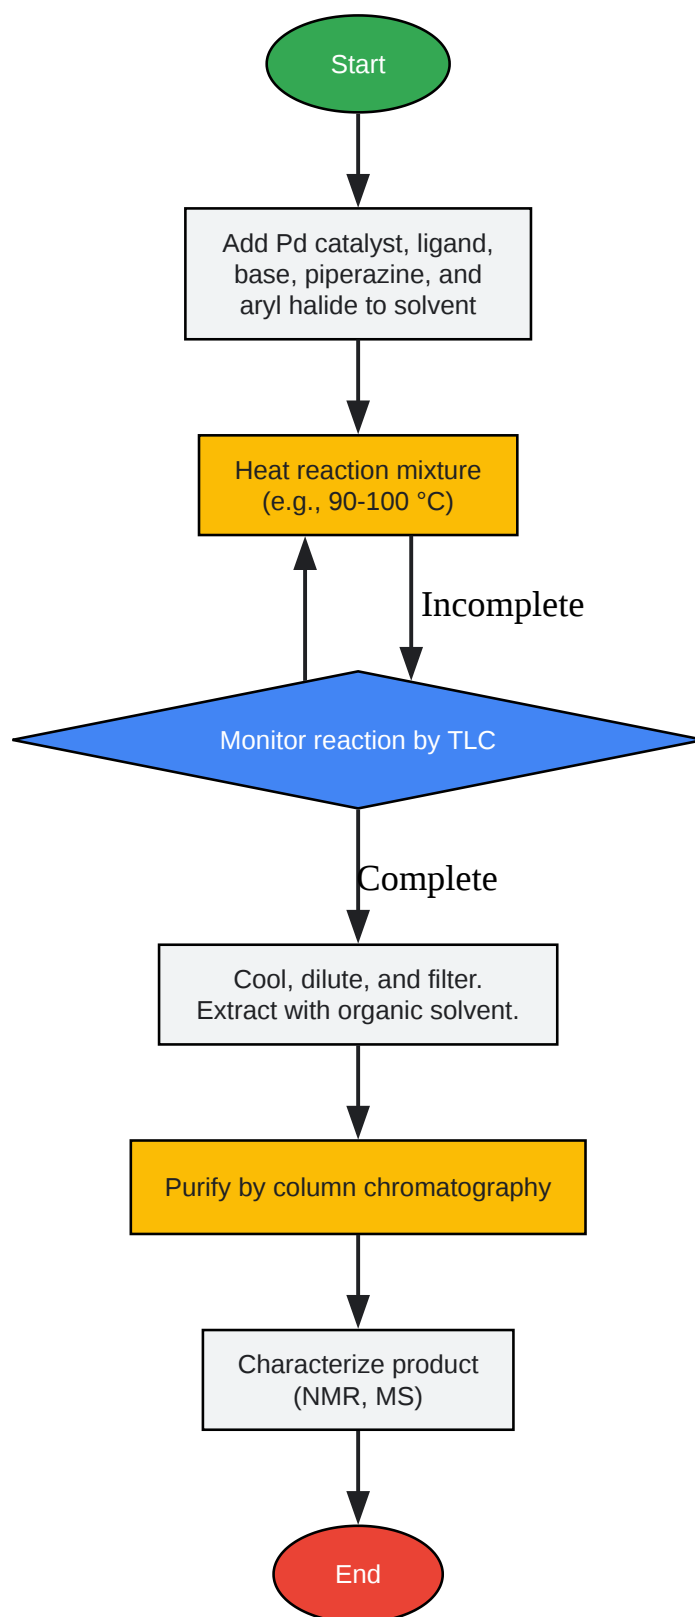 Start
Add Pd catalyst, ligand,
base, piperazine, and
aryl halide to solvent
Heat reaction mixture
(e.g., 90-100 °C)
Incomplete
Monitor reaction by TLC
Complete
Cool, dilute, and filter.
Extract with organic solvent.
Purify by column chromatography
Characterize product
(NMR, MS)
End